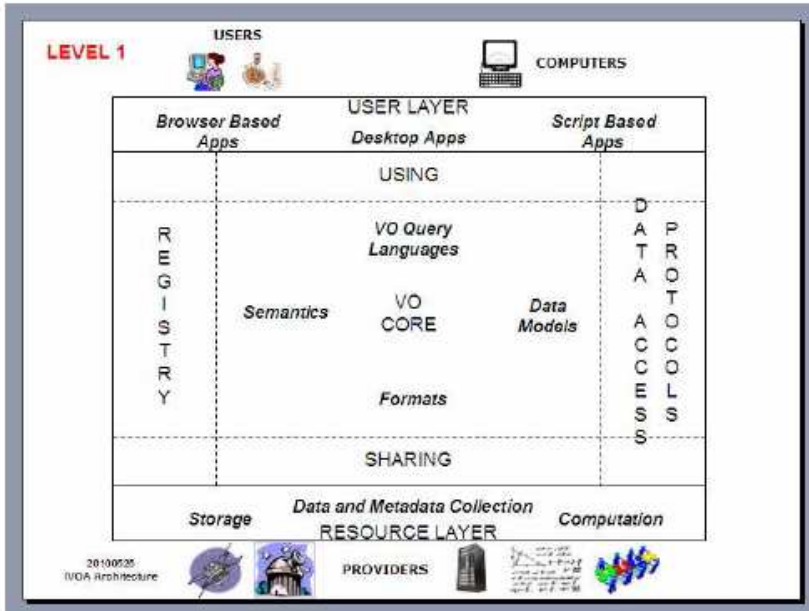 LEVEL 1
USERS
COMPUTERS
USER LAYER
Browser Based
Apps
Desktop Apps
Script Based
Apps
USING
REGISTRY
VO Query
Languages
Semantics
VO
CORE
Data
Models
Formats
DATA ACCESS
PROTOCOLS
SHARING
Storage
Data and Metadata Collection
Computation
RESOURCE LAYER
20100525
IVOA Architecture
PROVIDERS